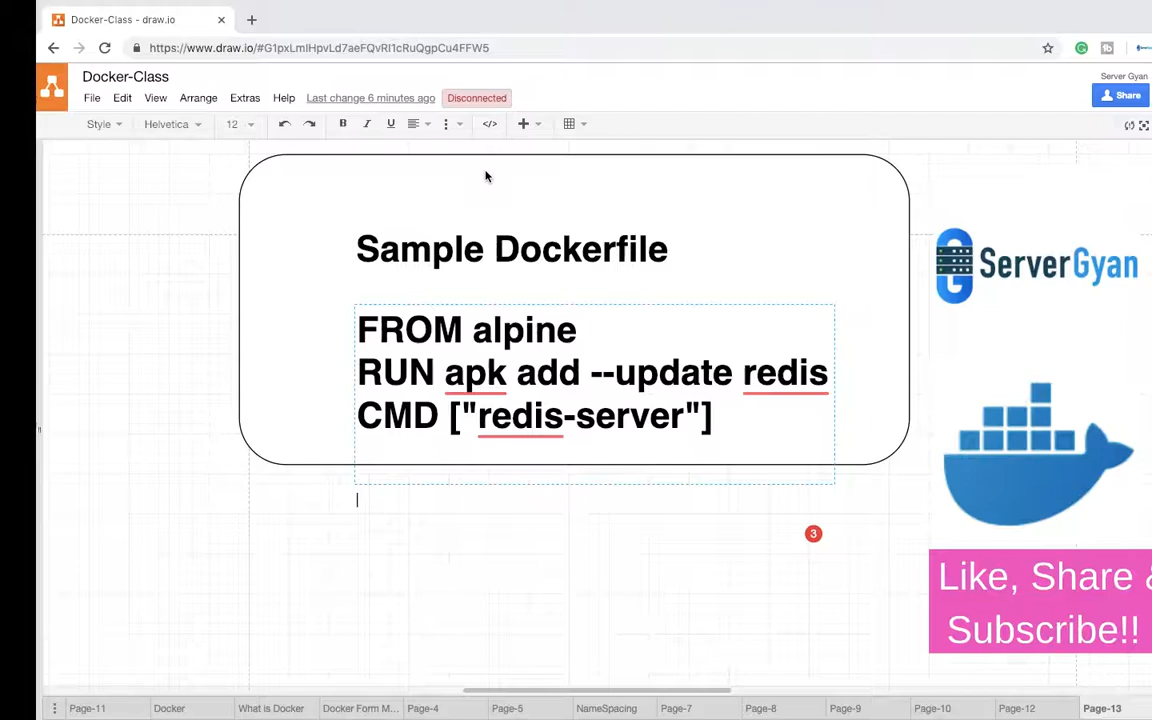 Docker-Class - draw.io
https://www.draw.io/#G1pxLmIHpvLd7aeFQvRI1cRuQgpCu4FFW5
Docker-Class
Server Gyan
File Edit View Arrange Extras Help Last change 6 minutes ago Disconnected
Share
Style Helvetica 12 B I U </>
Sample Dockerfile
ServerGyan
FROM alpine
RUN apk add --update redis
CMD ["redis-server"]
3
Like, Share &
Subscribe!!
Page-11 Docker What is Docker Docker Form M... Page-4 Page-5 NameSpacing Page-7 Page-8 Page-9 Page-10 Page-12 Page-13